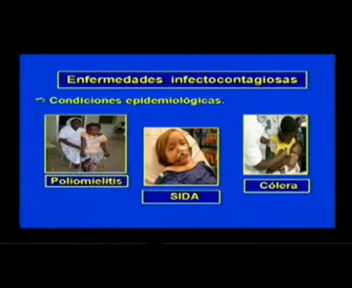 Enfermedades infectocontagiosas
Condiciones epidemiológicas.
Poliomielitis
SIDA
Cólera